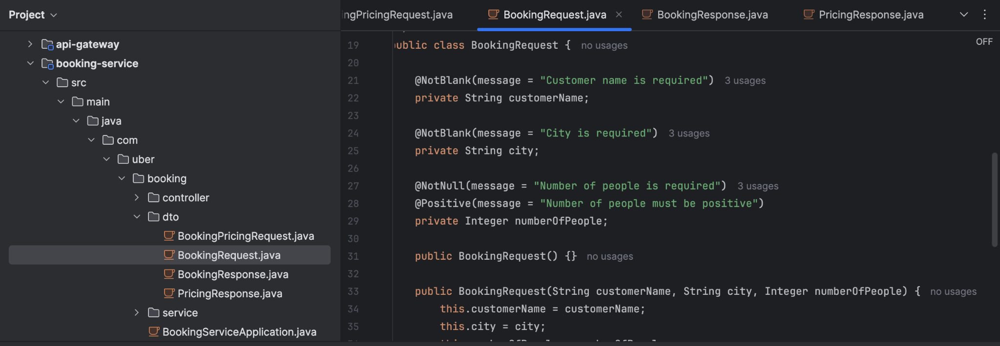 Project
api-gateway
booking-service
src
main
java
com
uber
booking
controller
dto
BookingPricingRequest.java
BookingRequest.java
BookingResponse.java
PricingResponse.java
service
BookingServiceApplication.java
ingPricingRequest.java BookingRequest.java BookingResponse.java PricingResponse.java
OFF
19 public class BookingRequest { no usages
20
21 @NotBlank(message = "Customer name is required") 3 usages
22 private String customerName;
23
24 @NotBlank(message = "City is required") 3 usages
25 private String city;
26
27 @NotNull(message = "Number of people is required") 3 usages
28 @Positive(message = "Number of people must be positive")
29 private Integer numberOfPeople;
30
31 public BookingRequest() {} no usages
32
33 public BookingRequest(String customerName, String city, Integer numberOfPeople) { no usages
34 this.customerName = customerName;
35 this.city = city;